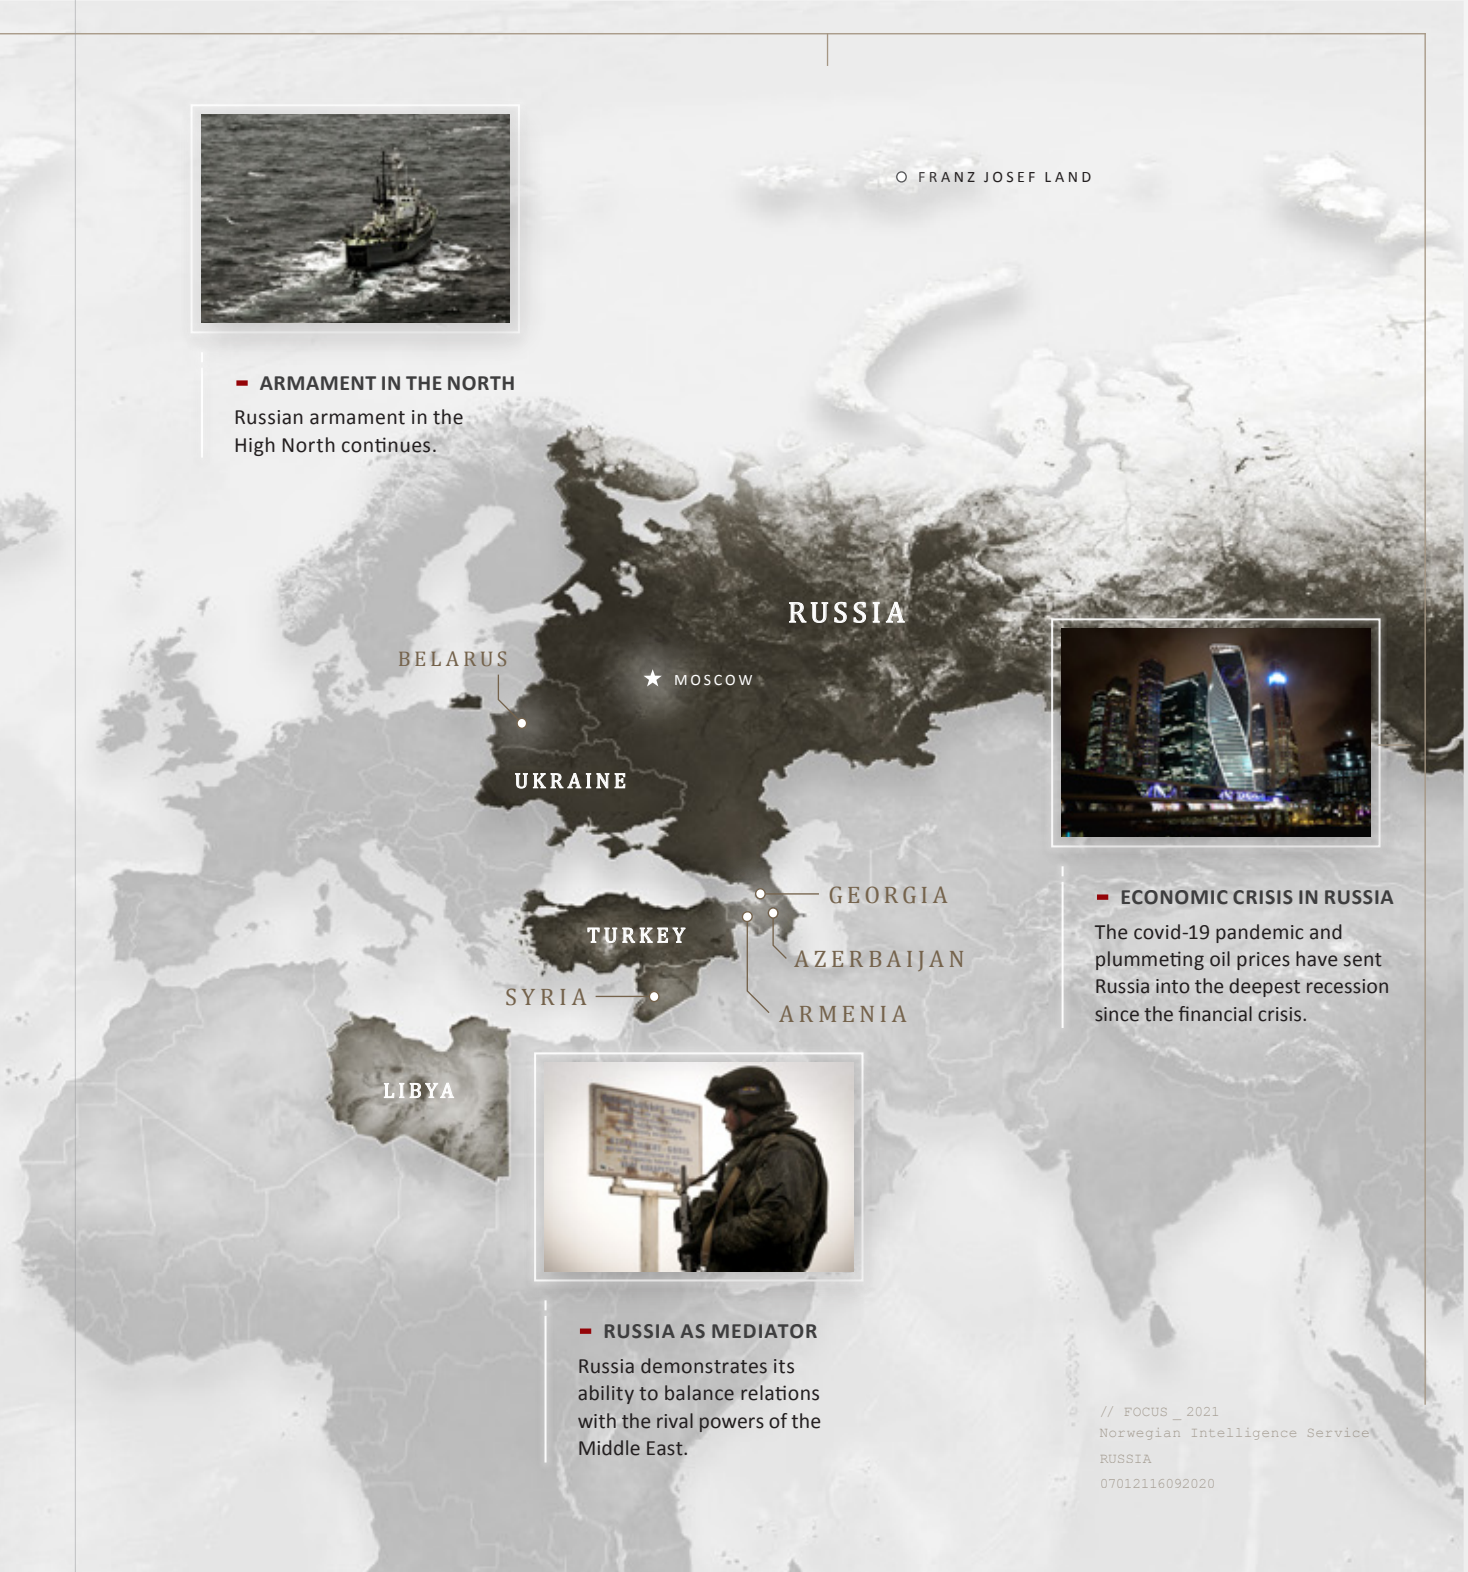 FRANZ JOSEF LAND
ARMAMENT IN THE NORTH
Russian armament in the
High North continues.
RUSSIA
BELARUS
MOSCOW
UKRAINE
GEORGIA
TURKEY
AZERBAIJAN
SYRIA
ARMENIA
LIBYA
ECONOMIC CRISIS IN RUSSIA
The covid-19 pandemic and
plummeting oil prices have sent
Russia into the deepest recession
since the financial crisis.
RUSSIA AS MEDIATOR
Russia demonstrates its
ability to balance relations
with the rival powers of the
Middle East.
// FOCUS _ 2021
Norwegian Intelligence Service
RUSSIA
07012116092020